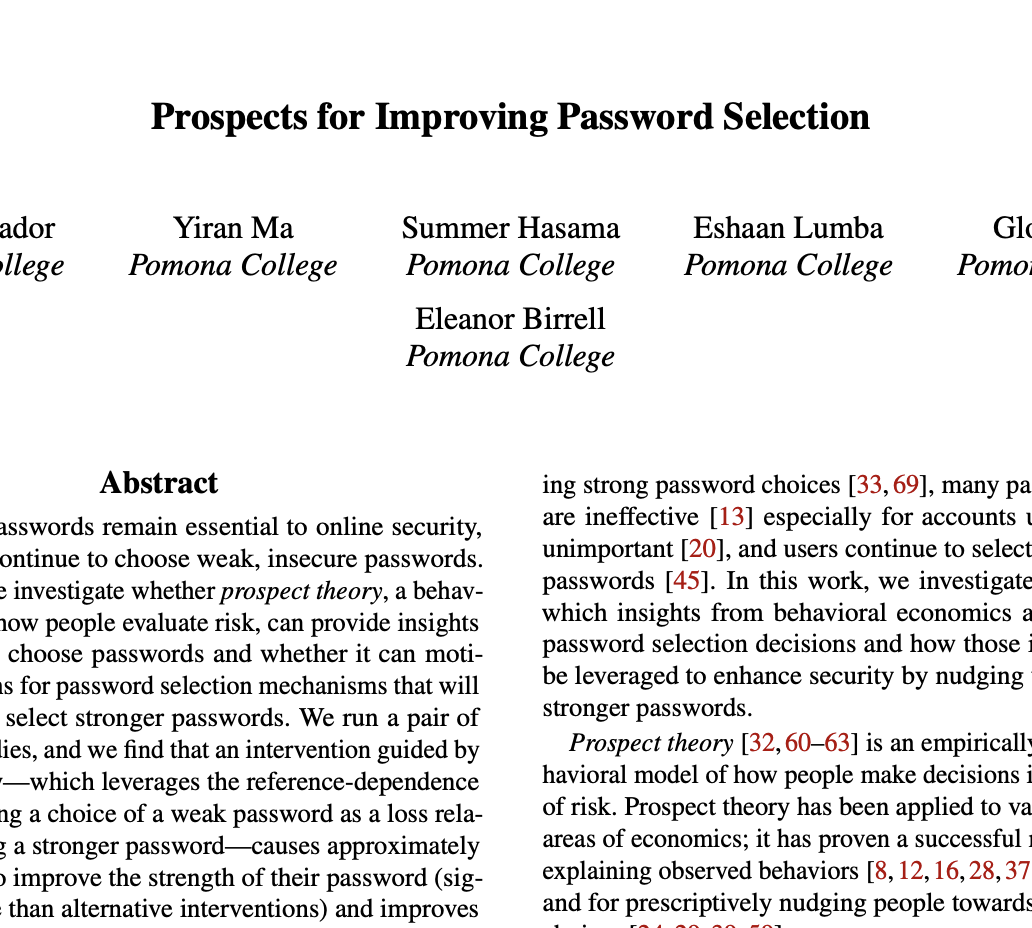 Prospects for Improving Password Selection
ador Yiran Ma Summer Hasama Eshaan Lumba Glo
ollege Pomona College Pomona College Pomona College Pomon
Eleanor Birrell
Pomona College
Abstract
asswords remain essential to online security,
ontinue to choose weak, insecure passwords.
e investigate whether prospect theory, a behav-
how people evaluate risk, can provide insights
choose passwords and whether it can moti-
ns for password selection mechanisms that will
select stronger passwords. We run a pair of
dies, and we find that an intervention guided by
y—which leverages the reference-dependence
ng a choice of a weak password as a loss rela-
g a stronger password—causes approximately
o improve the strength of their password (sig-
e than alternative interventions) and improves
ing strong password choices [33, 69], many pa
are ineffective [13] especially for accounts u
unimportant [20], and users continue to select
passwords [45]. In this work, we investigate
which insights from behavioral economics a
password selection decisions and how those i
be leveraged to enhance security by nudging
stronger passwords.
Prospect theory [32, 60–63] is an empirically
havioral model of how people make decisions i
of risk. Prospect theory has been applied to va
areas of economics; it has proven a successful
explaining observed behaviors [8, 12, 16, 28, 37
and for prescriptively nudging people towards